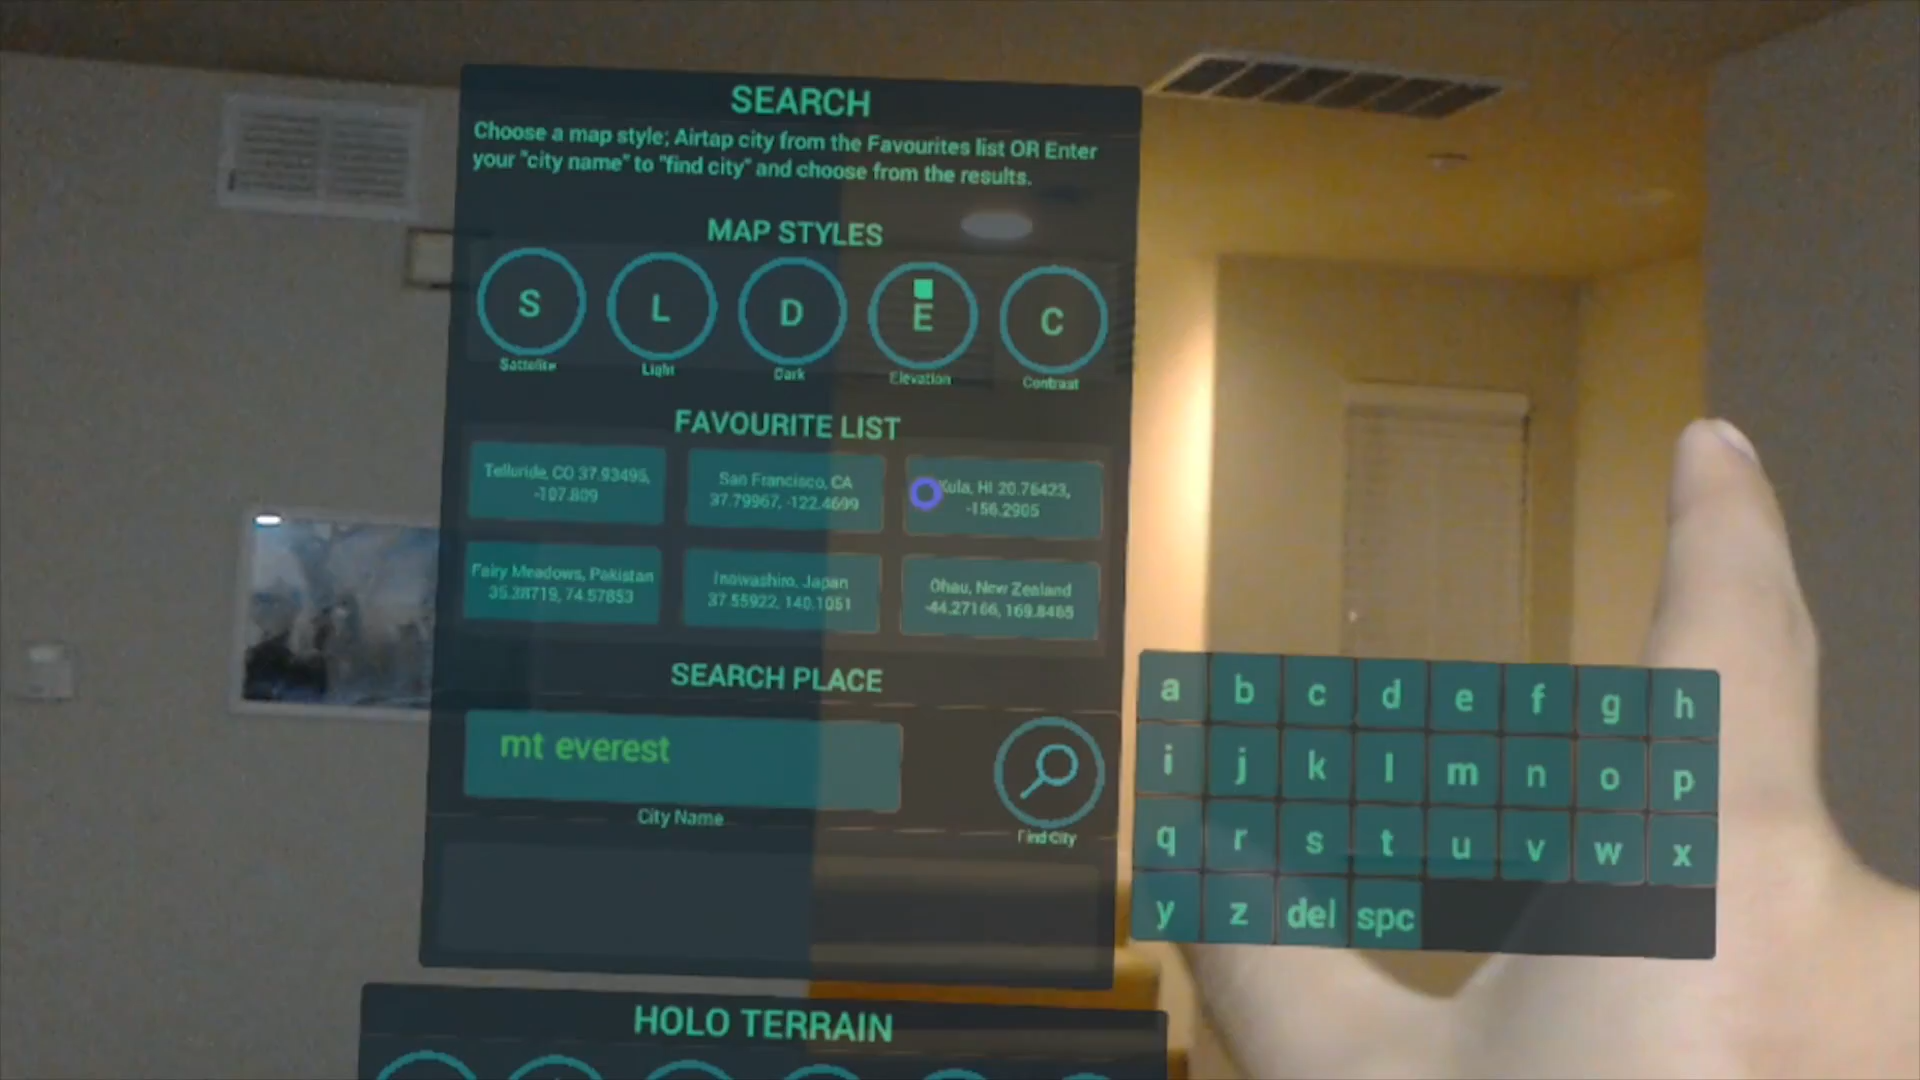 SEARCH
Choose a map style; Airtap city from the Favourites list OR Enter
your "city name" to "find city" and choose from the results.
MAP STYLES
S L D E C
Sattelite Light Dark Elevation Contrast
FAVOURITE LIST
Telluride, CO 37.93495,
-107.809
San Francisco, CA
37.79967, -122.4699
Kula, HI 20.76423,
-156.2905
Fairy Meadows, Pakistan
35.38719, 74.57853
Inawashiro, Japan
37.55922, 140.1051
Ohau, New Zealand
-44.27166, 169.8465
SEARCH PLACE
mt everest
City Name
Find City
a b c d e f g h
i j k l m n o p
q r s t u v w x
y z del spc
HOLO TERRAIN